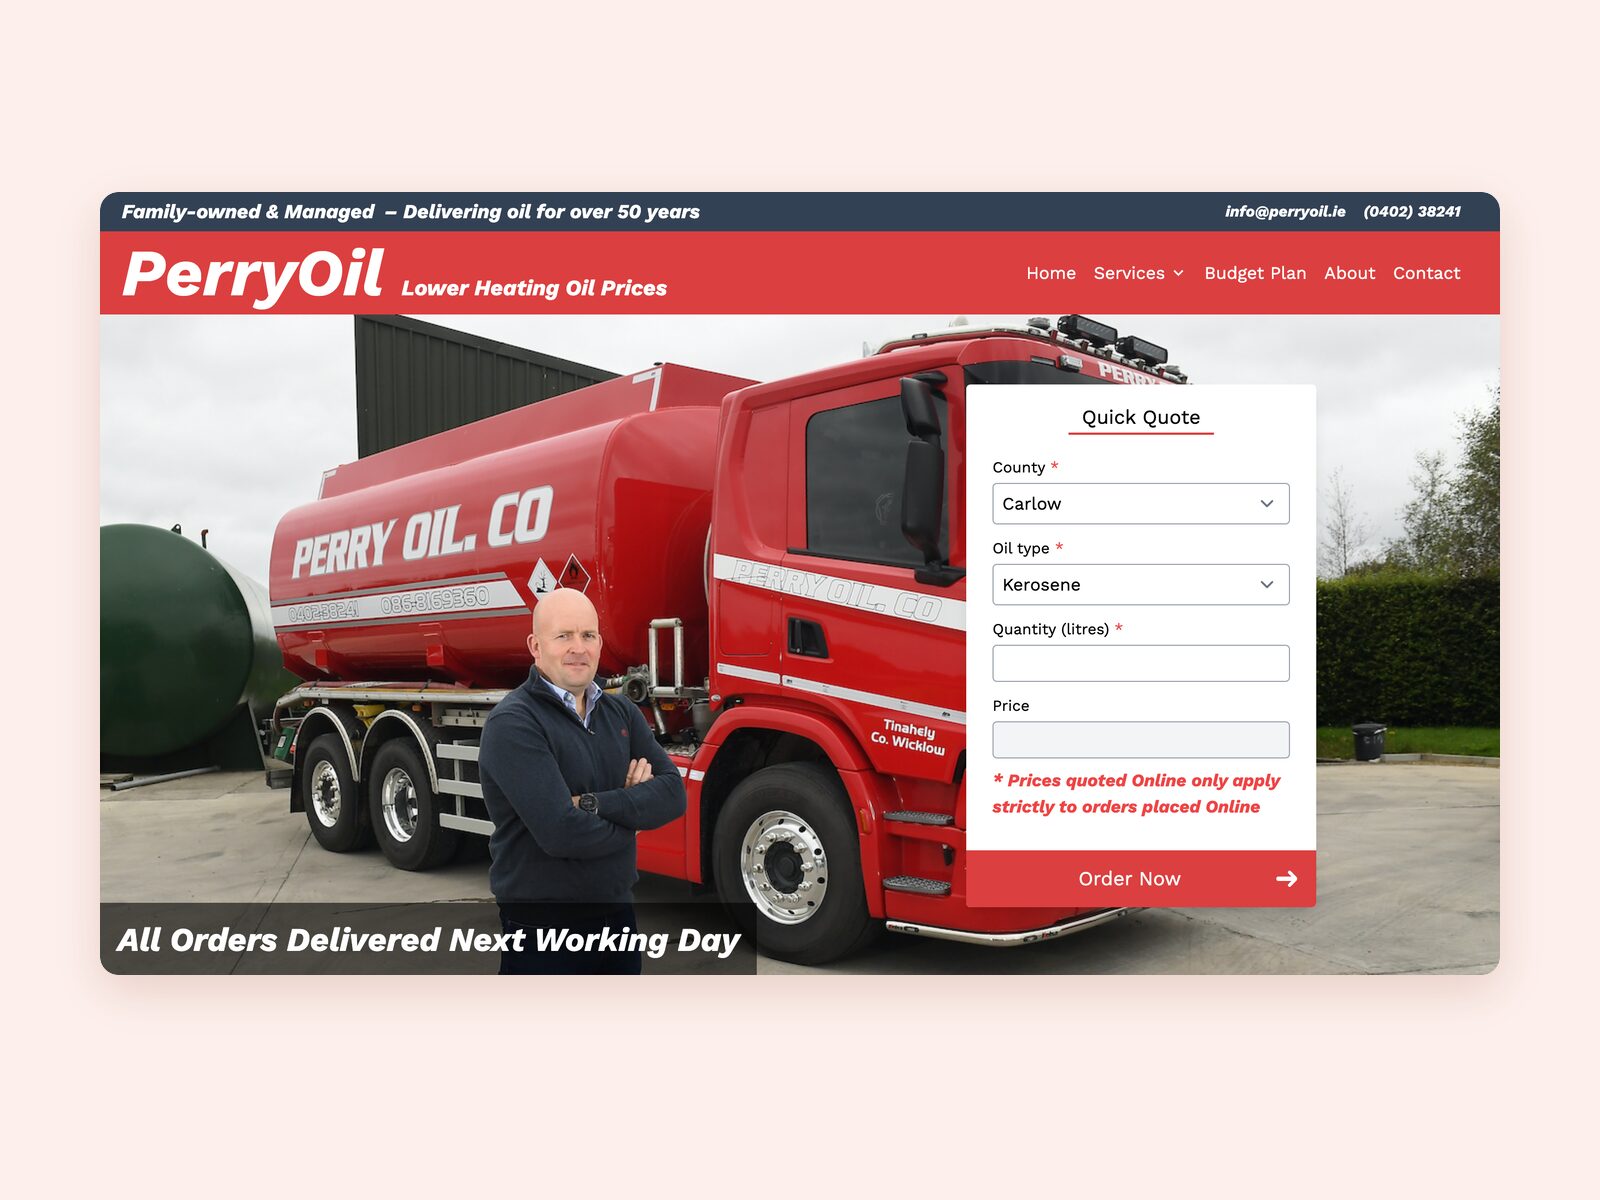 Family-owned & Managed – Delivering oil for over 50 years
info@perryoil.ie (0402) 38241
PerryOil Lower Heating Oil Prices
Home Services Budget Plan About Contact
PERRY
PERRY OIL. CO
0402-38241 086-8169360
PERRY OIL. CO
Tinahely
Co. Wicklow
Quick Quote
County *
Carlow
Oil type *
Kerosene
Quantity (litres) *
Price
* Prices quoted Online only apply
strictly to orders placed Online
Order Now
All Orders Delivered Next Working Day